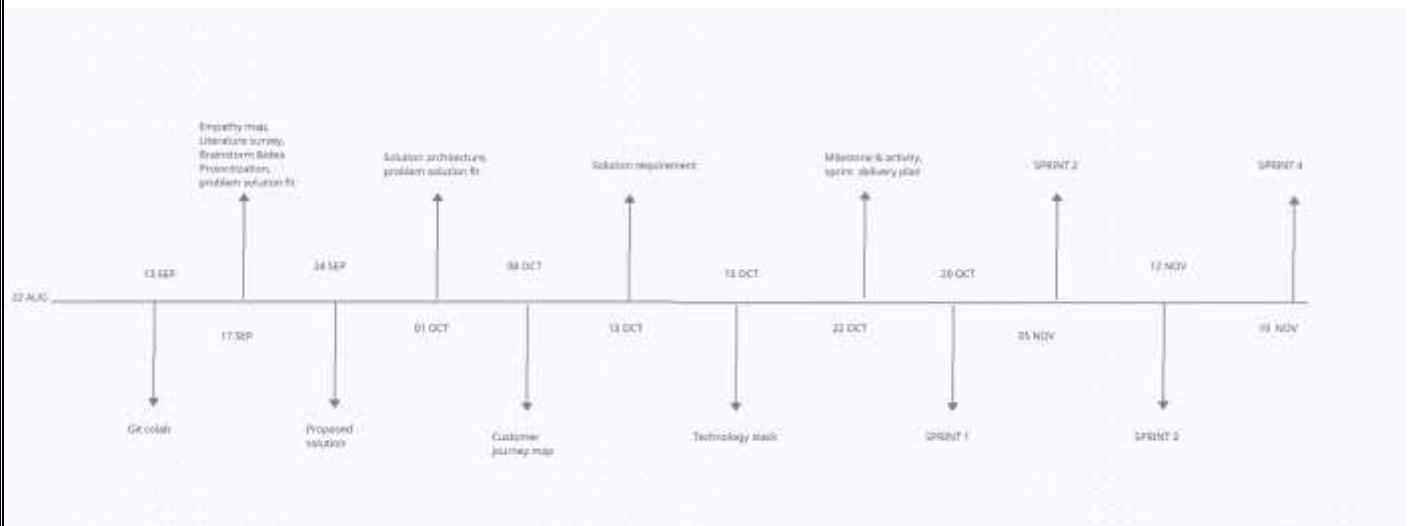 Empathy map,
Literature survey,
Brainstorm &idea
Prioritization,
problem solution fit
Solution architecture,
problem solution fit
Solution requirement
Milestone & activity,
sprint delivery plan
SPRINT 2
SPRINT 4
13 SEP
24 SEP
08 OCT
15 OCT
29 OCT
12 NOV
22 AUG
17 SEP
01 OCT
13 OCT
22 OCT
05 NOV
19 NOV
Git colab
Proposed
solution
Customer
journey map
Technology stack
SPRINT 1
SPRINT 3